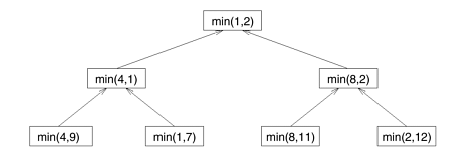 min(1,2)
min(4,1) min(8,2)
min(4,9) min(1,7) min(8,11) min(2,12)